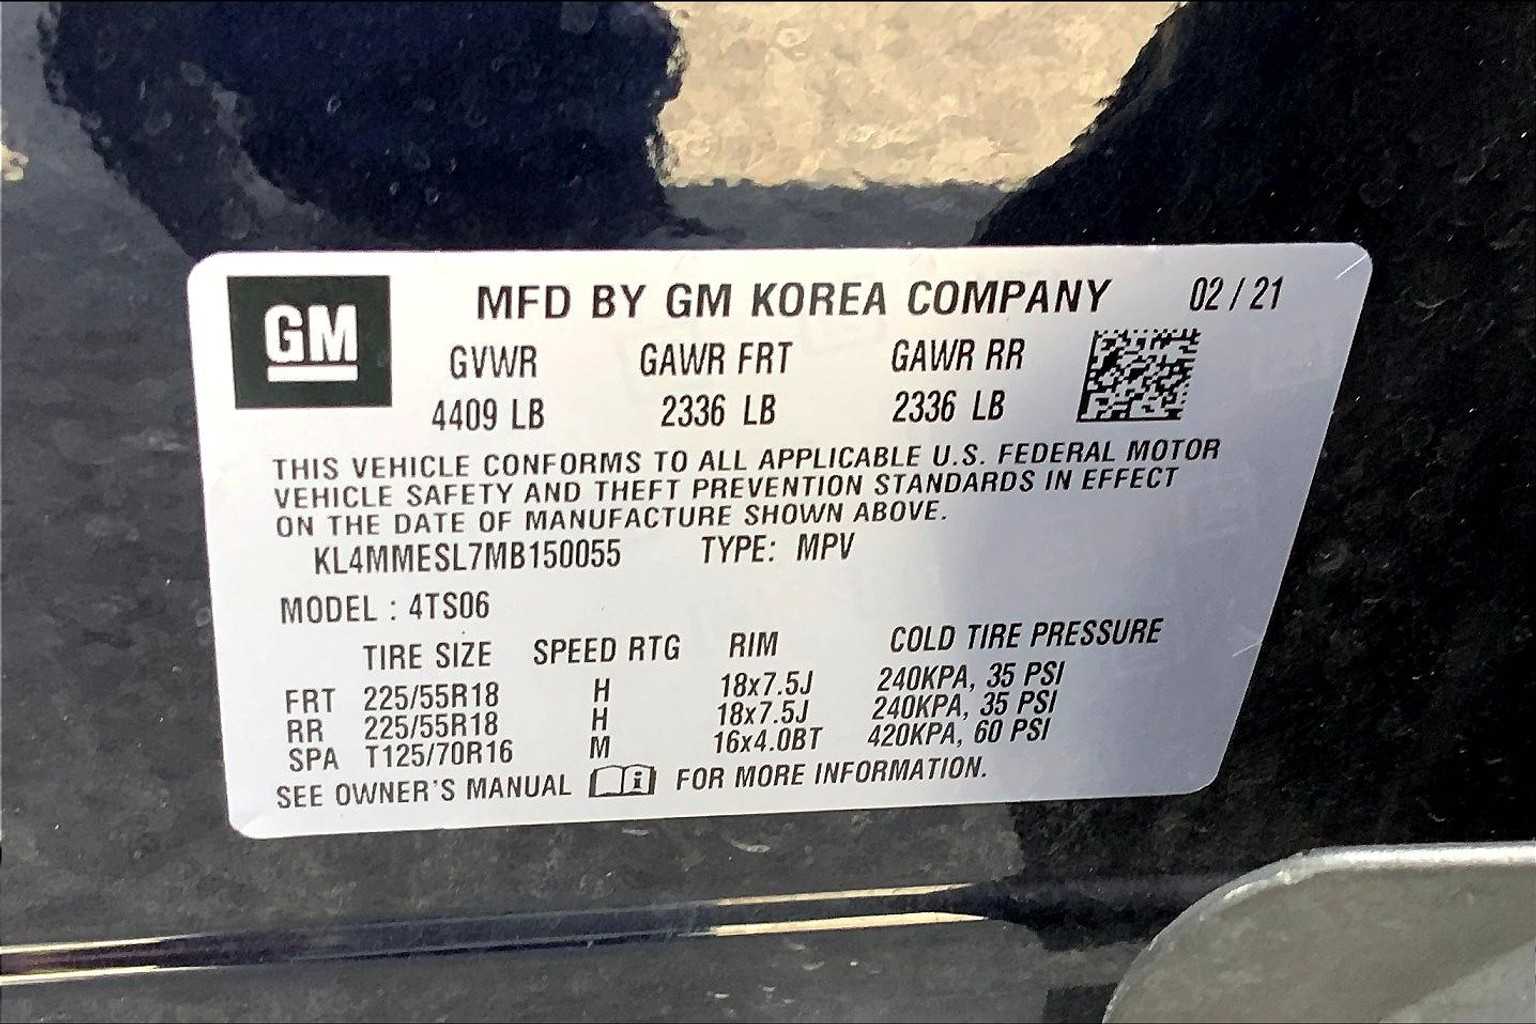 GM
MFD BY GM KOREA COMPANY 02 / 21
GVWR GAWR FRT GAWR RR
4409 LB 2336 LB 2336 LB
THIS VEHICLE CONFORMS TO ALL APPLICABLE U.S. FEDERAL MOTOR
VEHICLE SAFETY AND THEFT PREVENTION STANDARDS IN EFFECT
ON THE DATE OF MANUFACTURE SHOWN ABOVE.
KL4MMESL7MB150055 TYPE: MPV
MODEL : 4TS06
TIRE SIZE SPEED RTG RIM COLD TIRE PRESSURE
FRT 225/55R18 H 18x7.5J 240KPA, 35 PSI
RR 225/55R18 H 18x7.5J 240KPA, 35 PSI
SPA T125/70R16 M 16x4.0BT 420KPA, 60 PSI
SEE OWNER'S MANUAL i FOR MORE INFORMATION.